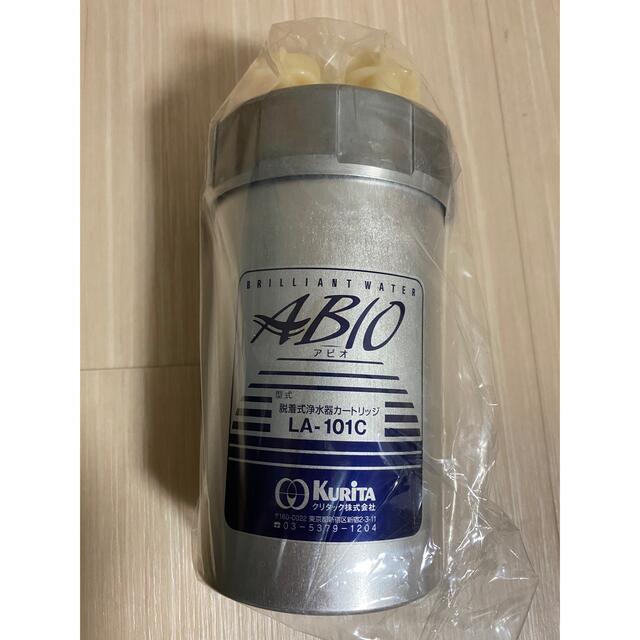 BRILLIANT WATER
ABIO
アビオ
型式
脱着式浄水器カートリッジ
LA-101C
KURITA
クリタック株式会社
〒160-0022 東京都新宿区新宿2-3-11
☎03-5379-1204